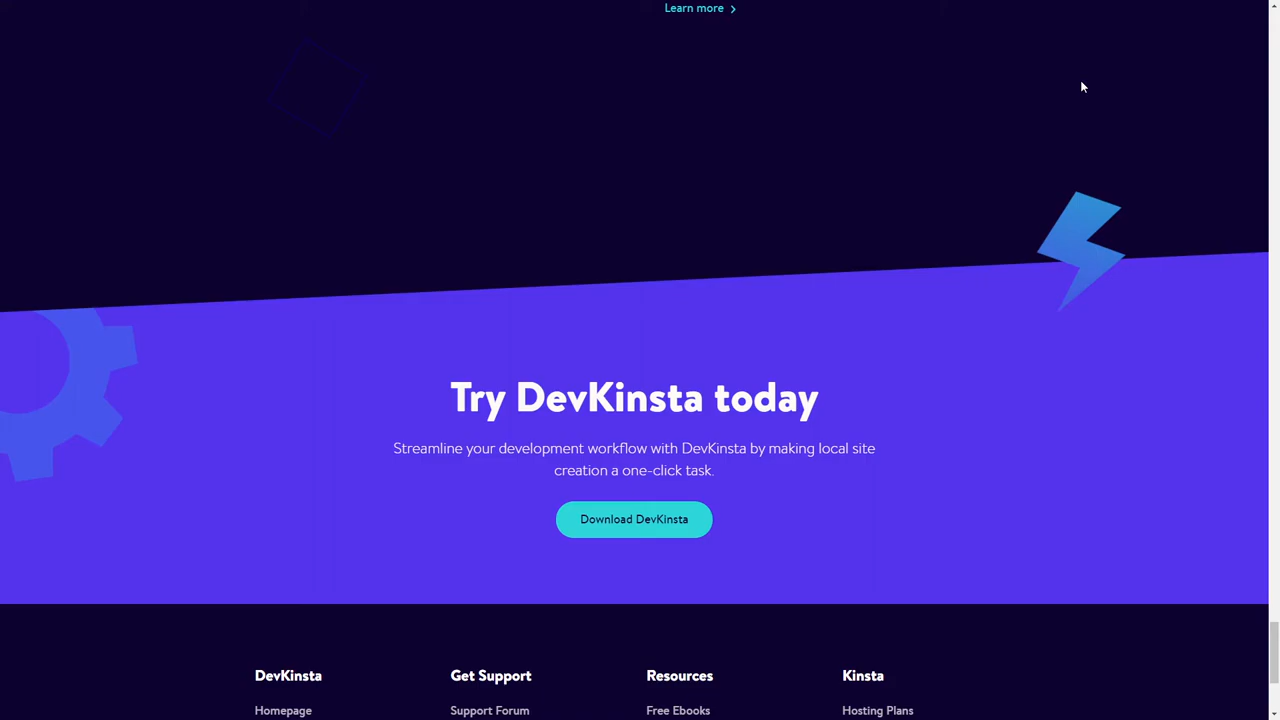 Learn more
Try DevKinsta today
Streamline your development workflow with DevKinsta by making local site
creation a one-click task.
Download DevKinsta
DevKinsta
Get Support
Resources
Kinsta
Homepage
Support Forum
Free Ebooks
Hosting Plans